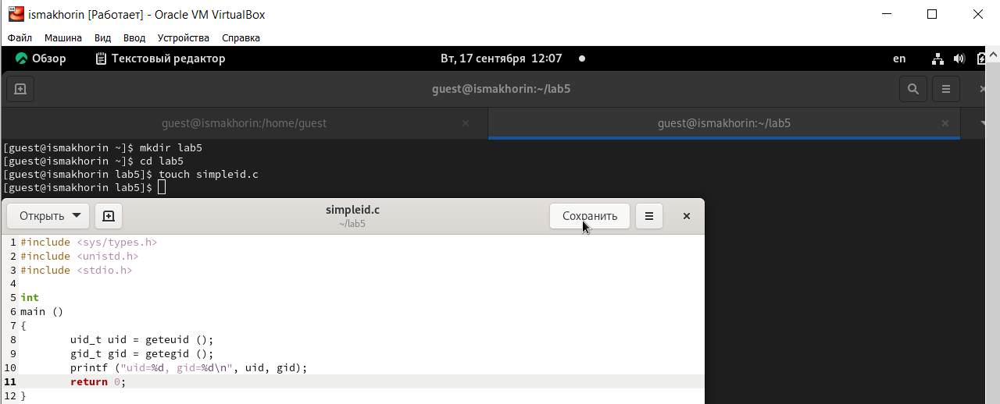 ismakhorin [Работает] - Oracle VM VirtualBox
Файл Машина Вид Ввод Устройства Справка
Обзор Текстовый редактор Вт, 17 сентября 12:07 en
guest@ismakhorin:~/lab5
guest@ismakhorin:/home/guest guest@ismakhorin:~/lab5
[guest@ismakhorin ~]$ mkdir lab5
[guest@ismakhorin ~]$ cd lab5
[guest@ismakhorin lab5]$ touch simpleid.c
[guest@ismakhorin lab5]$
Открыть simpleid.c Сохранить
~/lab5
1 #include <sys/types.h>
2 #include <unistd.h>
3 #include <stdio.h>
4
5 int
6 main ()
7 {
8 uid_t uid = geteuid ();
9 gid_t gid = getegid ();
10 printf ("uid=%d, gid=%d\n", uid, gid);
11 return 0;
12 }